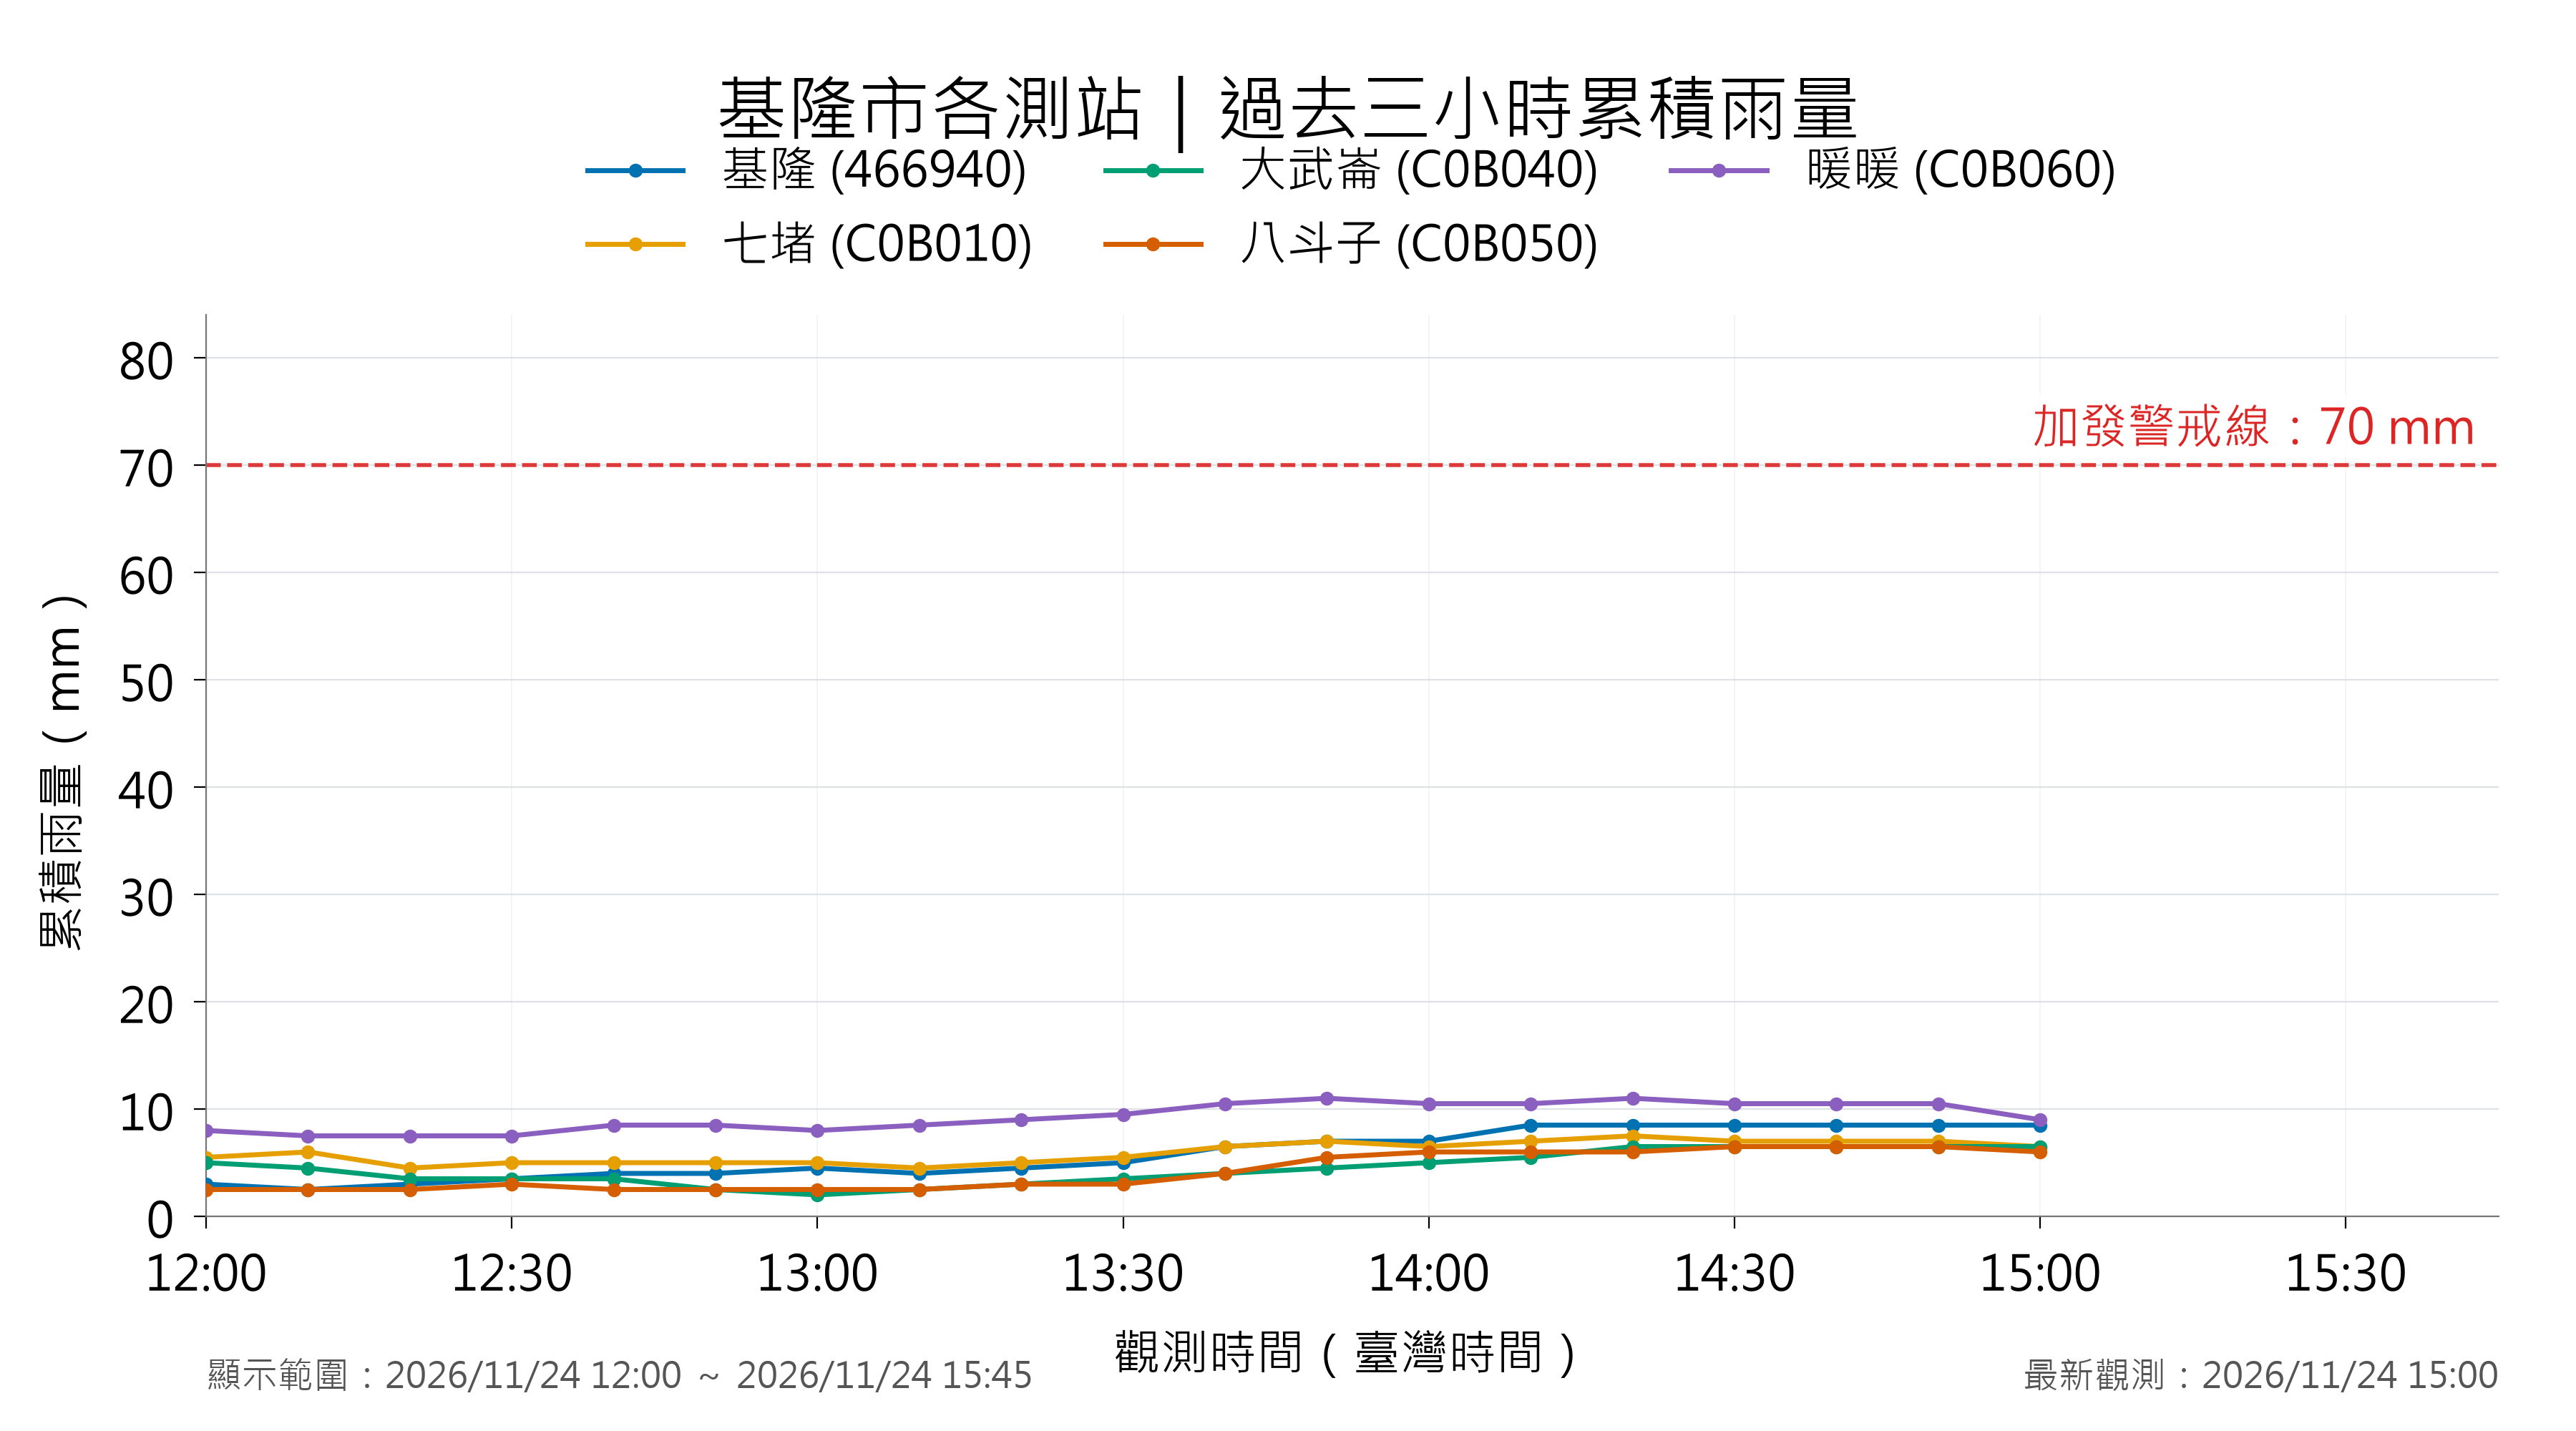 基隆市各測站｜過去三小時累積雨量
基隆 (466940)
大武崙 (C0B040)
暖暖 (C0B060)
七堵 (C0B010)
八斗子 (C0B050)
80
加發警戒線：70 mm
70
60
50
40
30
20
10
0
累積雨量（mm）
12:00 12:30 13:00 13:30 14:00 14:30 15:00 15:30
觀測時間（臺灣時間）
顯示範圍：2026/11/24 12:00 ~ 2026/11/24 15:45
最新觀測：2026/11/24 15:00